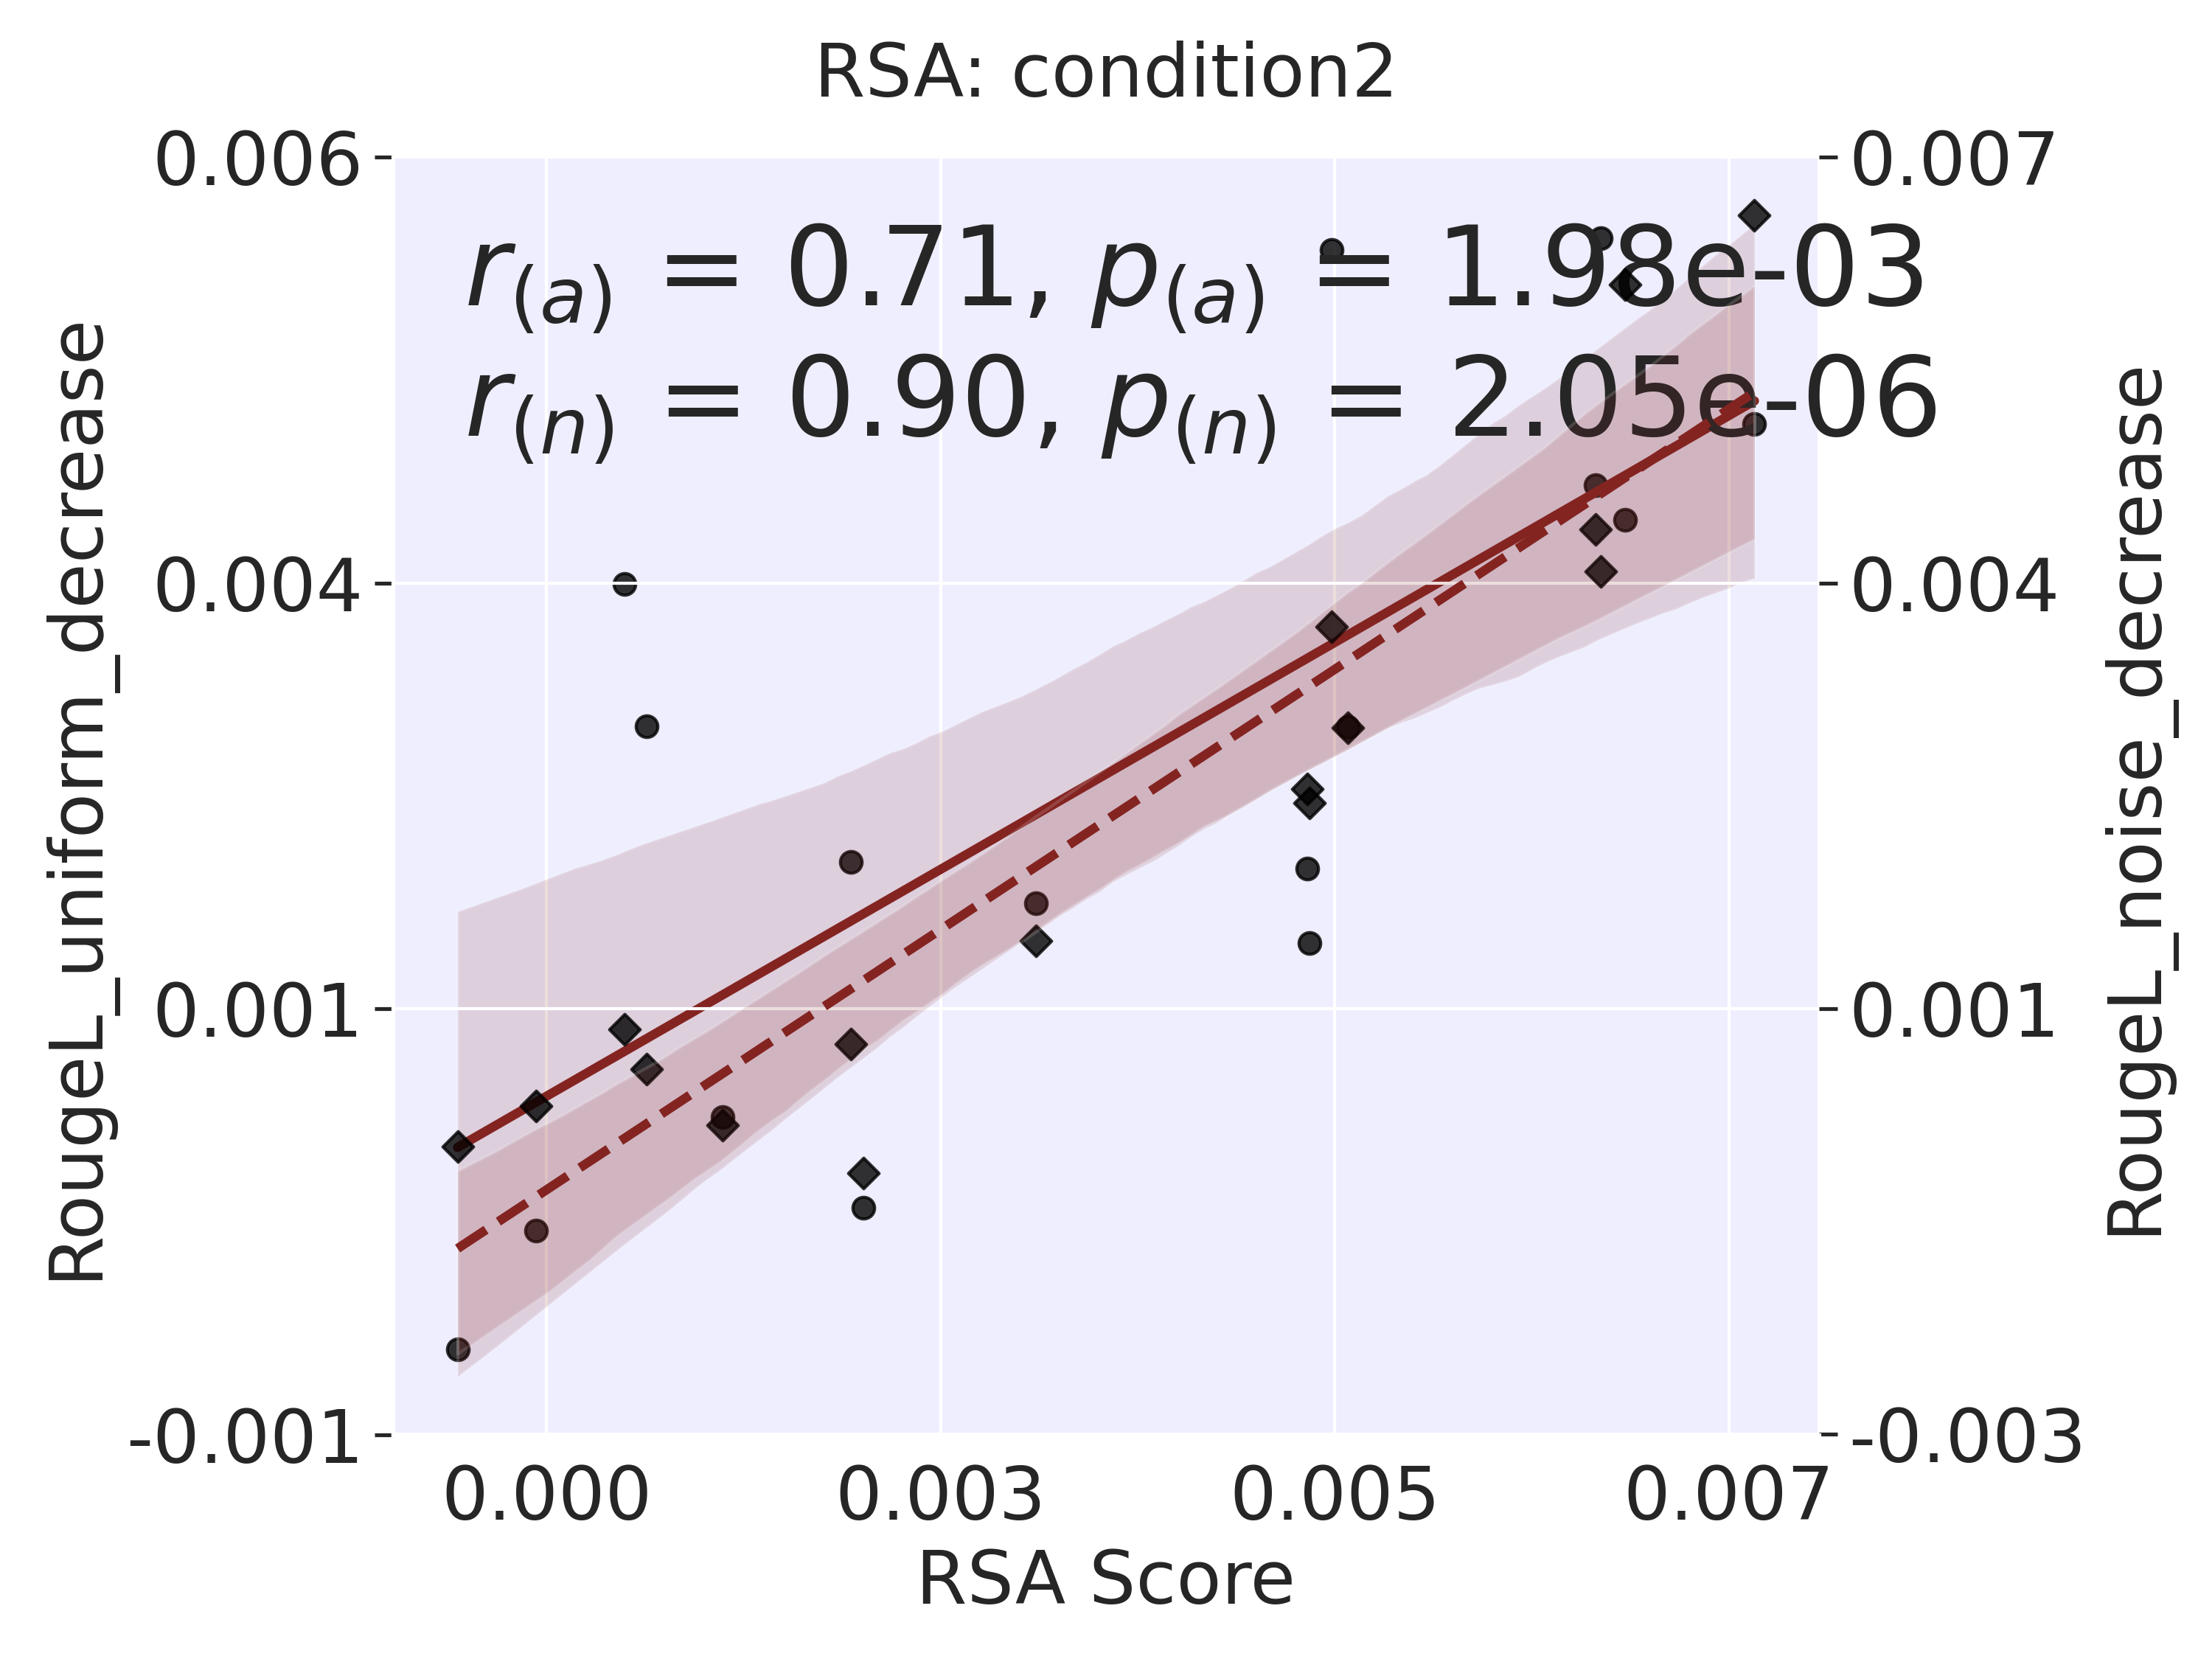 RSA: condition2
0.006
0.004
0.001
-0.001
RougeL_uniform_decrease
r(a) = 0.71, p(a) = 1.98e-03
r(n) = 0.90, p(n) = 2.05e-06
0.007
0.004
0.001
-0.003
RougeL_noise_decrease
0.000 0.003 0.005 0.007
RSA Score